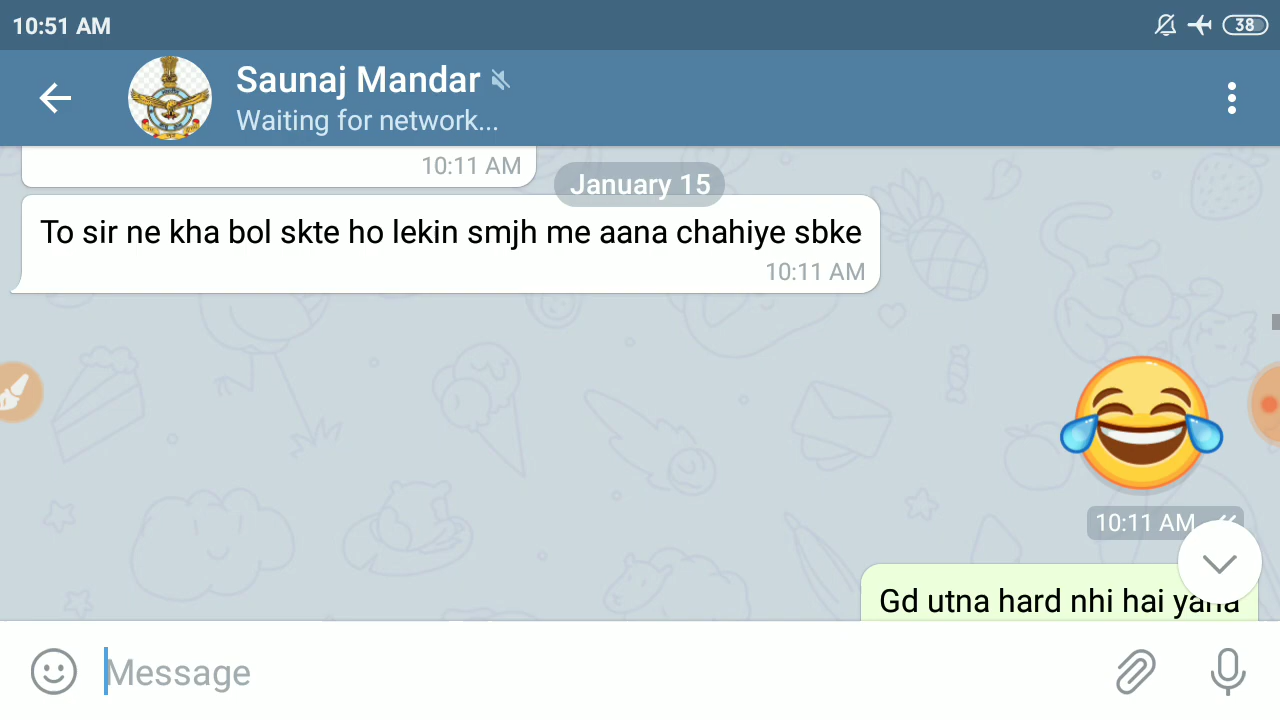 10:51 AM
38
Saunaj Mandar
Waiting for network...
10:11 AM
January 15
To sir ne kha bol skte ho lekin smjh me aana chahiye sbke
10:11 AM
10:11 AM
Gd utna hard nhi hai yaha
Message